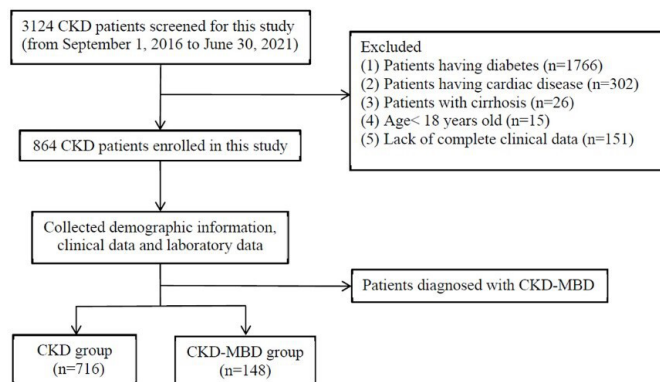 3124 CKD patients screened for this study
(from September 1, 2016 to June 30, 2021)
Excluded
(1) Patients having diabetes (n=1766)
(2) Patients having cardiac disease (n=302)
(3) Patients with cirrhosis (n=26)
(4) Age< 18 years old (n=15)
(5) Lack of complete clinical data (n=151)
864 CKD patients enrolled in this study
Collected demographic information,
clinical data and laboratory data
Patients diagnosed with CKD-MBD
CKD group
(n=716)
CKD-MBD group
(n=148)